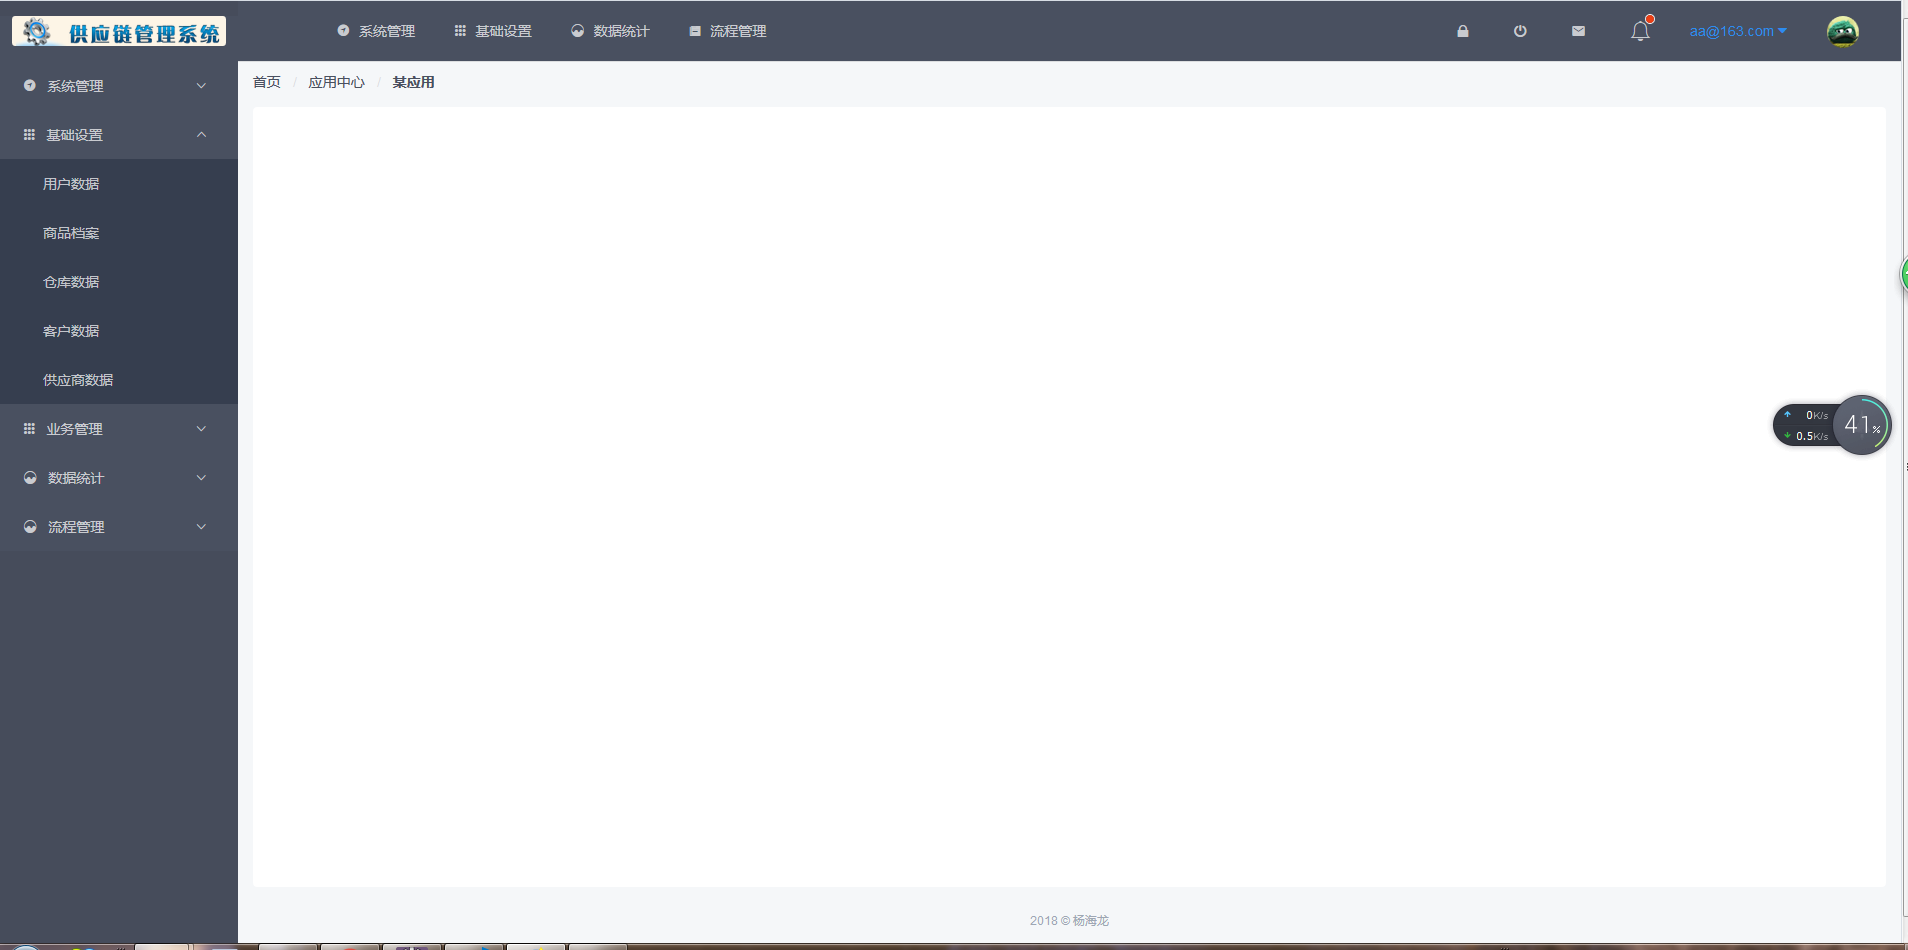 供应链管理系统
系统管理 基础设置 数据统计 流程管理
aa@163.com
首页 / 应用中心 / 某应用
系统管理
基础设置
用户数据
商品档案
仓库数据
客户数据
供应商数据
业务管理
数据统计
流程管理
0K/s
0.5K/s
41%
2018 © 杨海龙